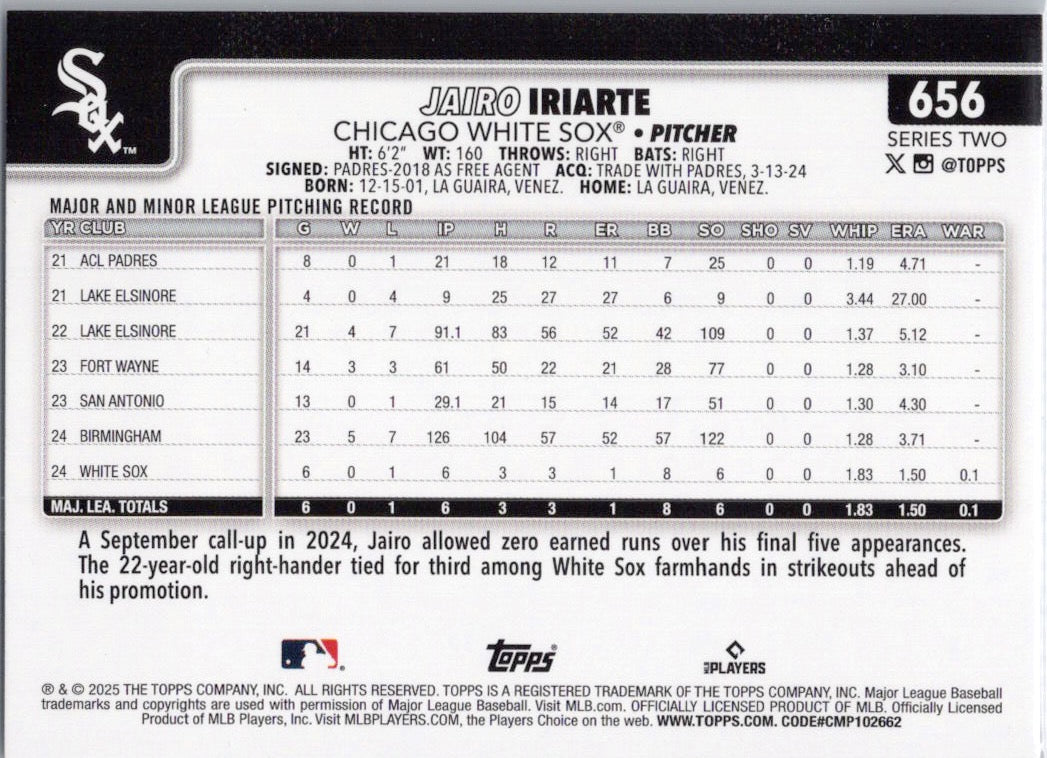 Sox™
656
JAIRO IRIARTE
CHICAGO WHITE SOX® • PITCHER
SERIES TWO
HT: 6'2" WT: 160 THROWS: RIGHT BATS: RIGHT
X @TOPPS
SIGNED: PADRES-2018 AS FREE AGENT ACQ: TRADE WITH PADRES, 3-13-24
BORN: 12-15-01, LA GUAIRA, VENEZ. HOME: LA GUAIRA, VENEZ.
MAJOR AND MINOR LEAGUE PITCHING RECORD
YR CLUB G W L IP H R ER BB SO SHO SV WHIP ERA WAR
21 ACL PADRES 8 0 1 21 18 12 11 7 25 0 0 1.19 4.71 -
21 LAKE ELSINORE 4 0 4 9 25 27 27 6 9 0 0 3.44 27.00 -
22 LAKE ELSINORE 21 4 7 91.1 83 56 52 42 109 0 0 1.37 5.12 -
23 FORT WAYNE 14 3 3 61 50 22 21 28 77 0 0 1.28 3.10 -
23 SAN ANTONIO 13 0 1 29.1 21 15 14 17 51 0 0 1.30 4.30 -
24 BIRMINGHAM 23 5 7 126 104 57 52 57 122 0 0 1.28 3.71 -
24 WHITE SOX 6 0 1 6 3 3 1 8 6 0 0 1.83 1.50 0.1
MAJ. LEA. TOTALS 6 0 1 6 3 3 1 8 6 0 0 1.83 1.50 0.1
A September call-up in 2024, Jairo allowed zero earned runs over his final five appearances.
The 22-year-old right-hander tied for third among White Sox farmhands in strikeouts ahead of
his promotion.
® Topps® MLB PLAYERS
® & © 2025 THE TOPPS COMPANY, INC. ALL RIGHTS RESERVED. TOPPS IS A REGISTERED TRADEMARK OF THE TOPPS COMPANY, INC. Major League Baseball
trademarks and copyrights are used with permission of Major League Baseball. Visit MLB.com. OFFICIALLY LICENSED PRODUCT OF MLB. Officially Licensed
Product of MLB Players, Inc. Visit MLBPLAYERS.COM, the Players Choice on the web. WWW.TOPPS.COM. CODE#CMP102662